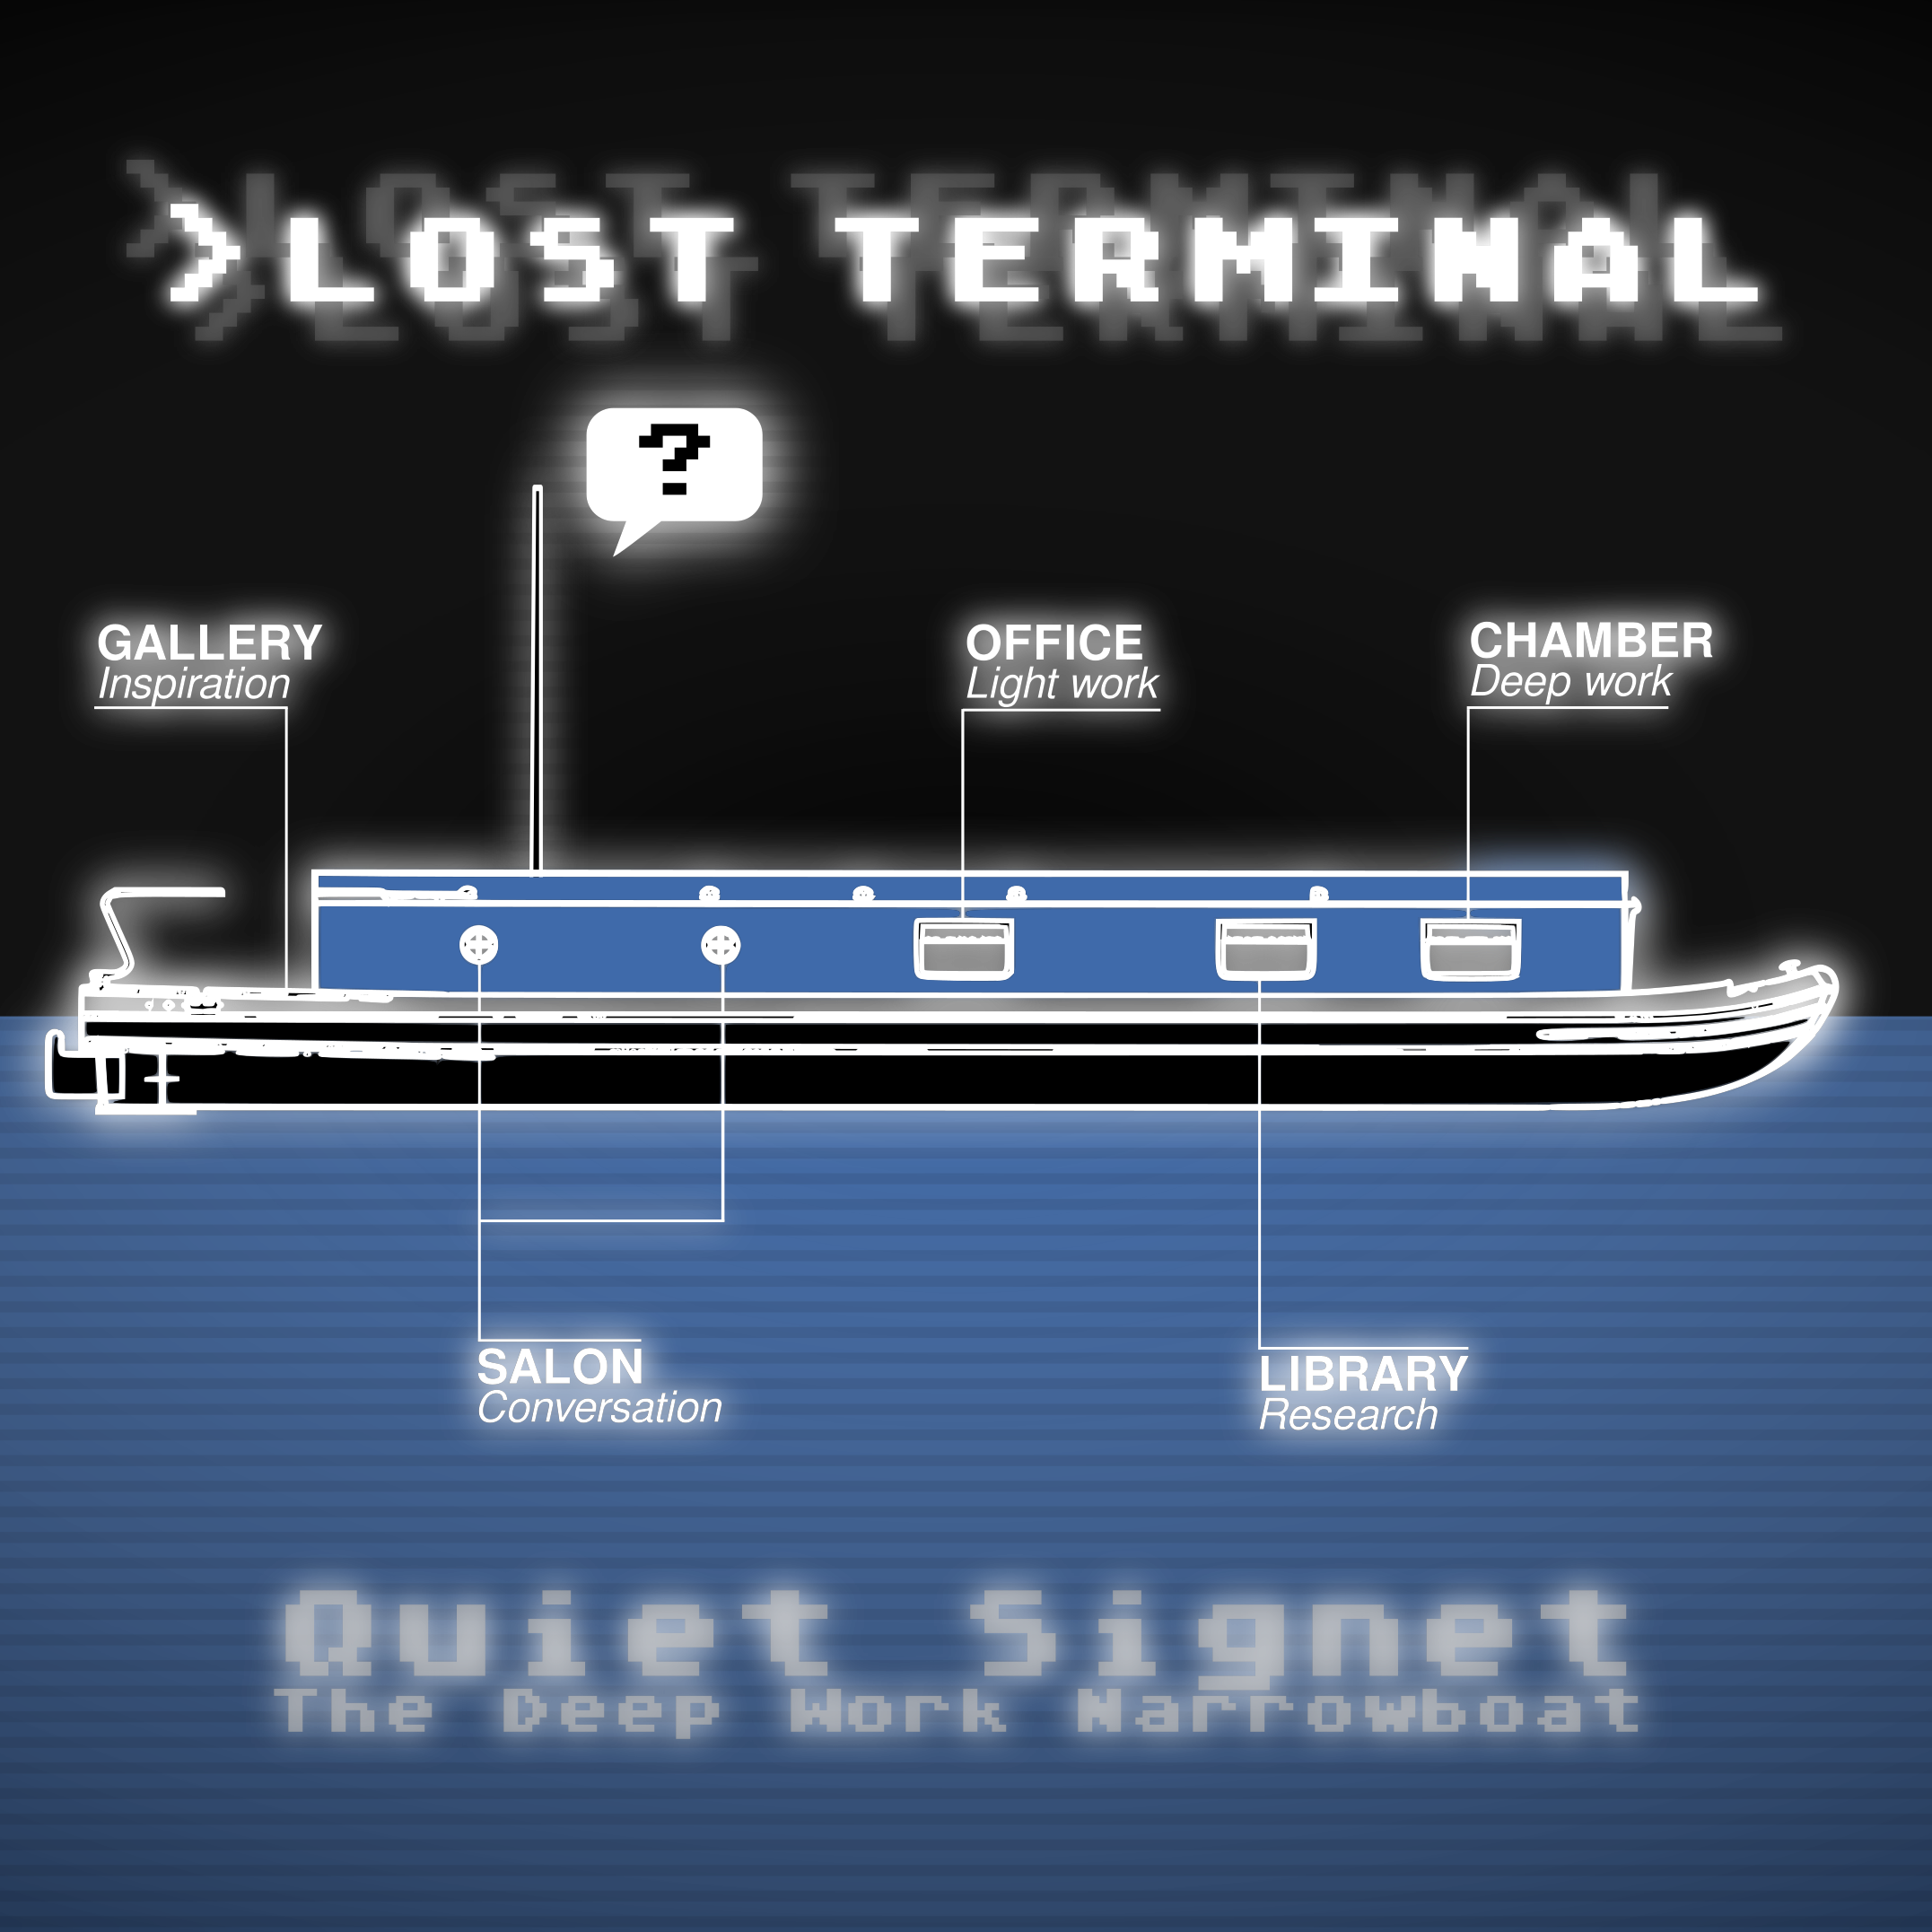 >LOST TERMINAL
?
GALLERY
Inspiration
OFFICE
Light work
CHAMBER
Deep work
SALON
Conversation
LIBRARY
Research
Quiet Signet
The Deep Work Narrowboat